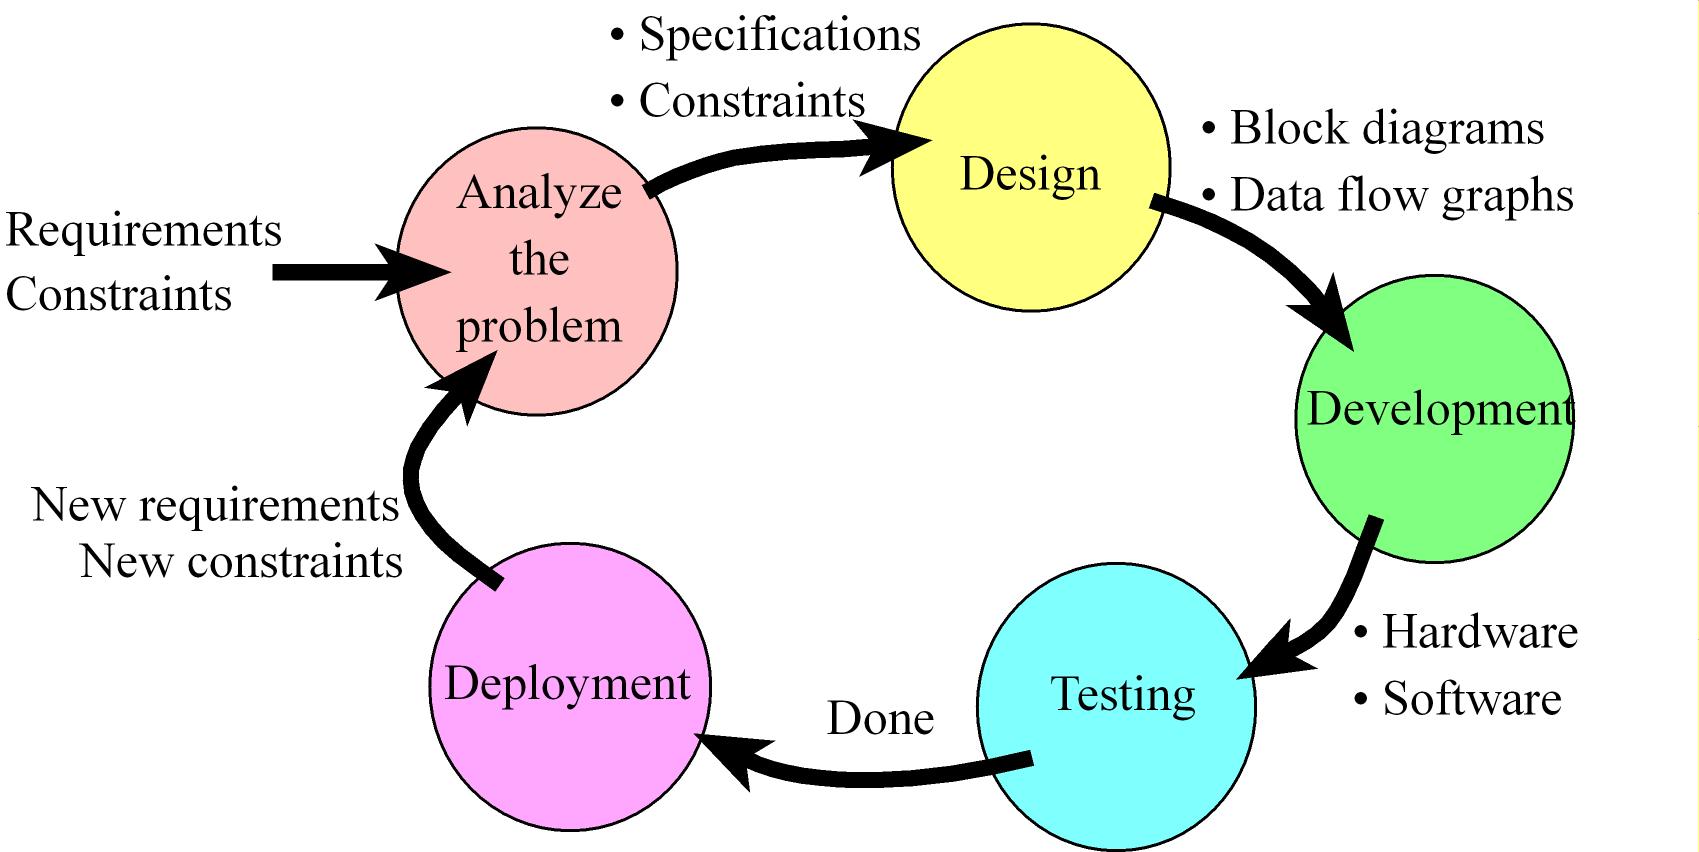 Requirements
Constraints
Analyze
the
problem
• Specifications
• Constraints
Design
• Block diagrams
• Data flow graphs
Development
• Hardware
• Software
Testing
Done
Deployment
New requirements
New constraints